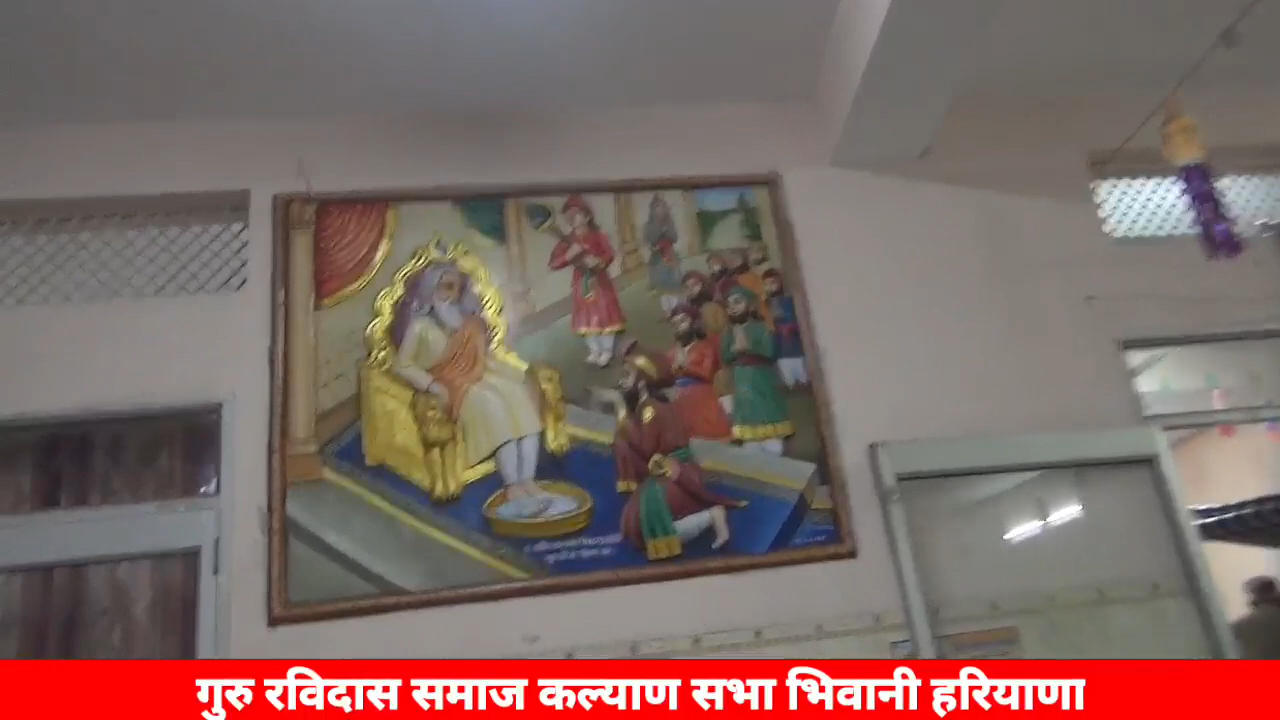 गुरु रविदास समाज कल्याण सभा भिवानी हरियाणा